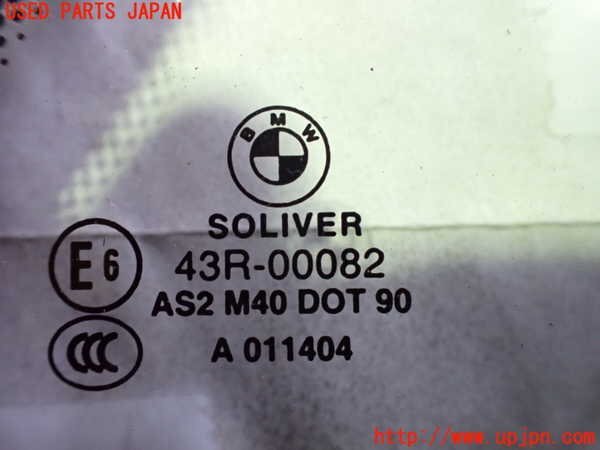 USED PARTS JAPAN
BMW
SOLIVER
E6 43R-00082
AS2 M40 DOT 90
CCC A 011404
http://www.upjpn.com/